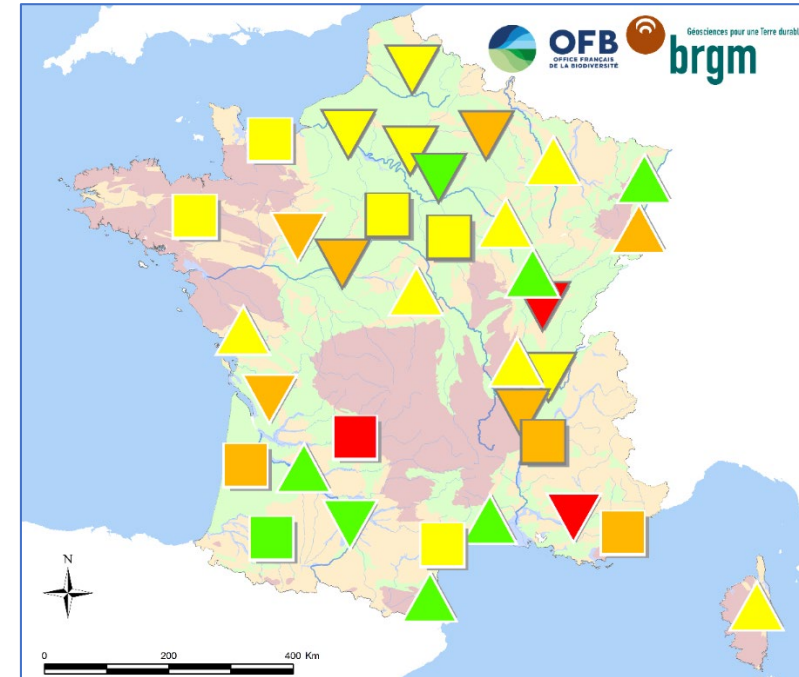 OFB
OFFICE FRANÇAIS
DE LA BIODIVERSITÉ
Géosciences pour une Terre durable
brgm
N
0 200 400 Km